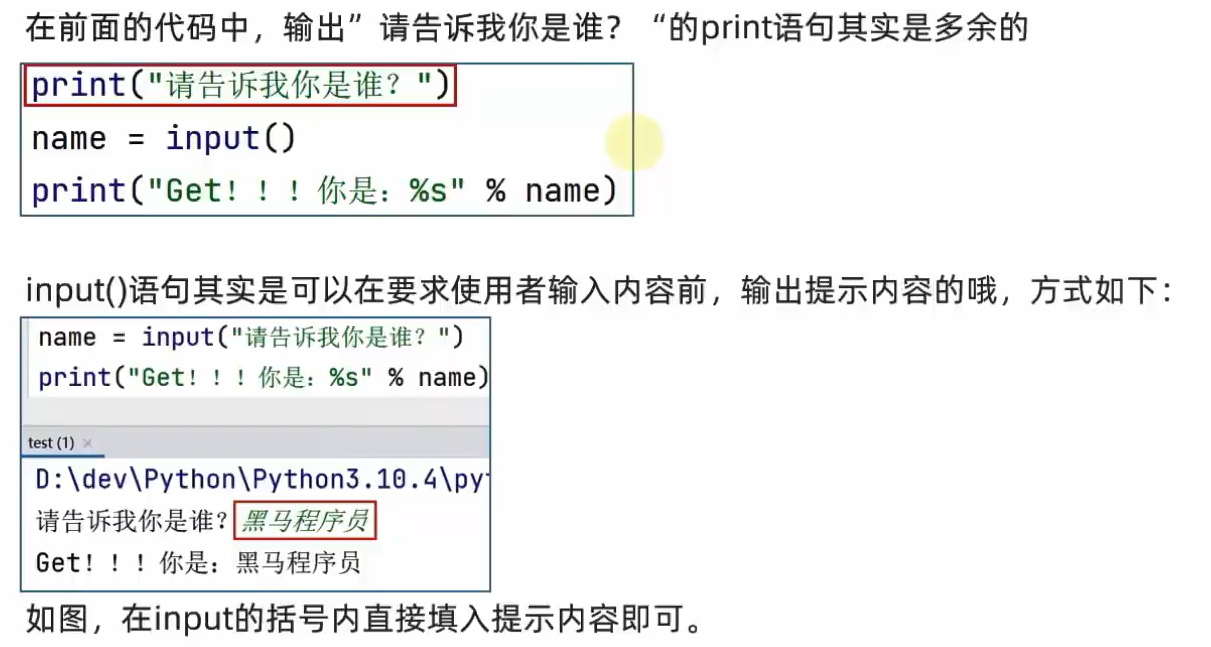 在前面的代码中，输出”请告诉我你是谁？“的print语句其实是多余的
print("请告诉我你是谁？")
name = input()
print("Get！！！你是：%s" % name)
input()语句其实是可以在要求使用者输入内容前，输出提示内容的哦，方式如下：
name = input("请告诉我你是谁？")
print("Get！！！你是：%s" % name)
test (1) ×
D:\dev\Python\Python3.10.4\py
请告诉我你是谁？黑马程序员
Get！！！你是：黑马程序员
如图，在input的括号内直接填入提示内容即可。